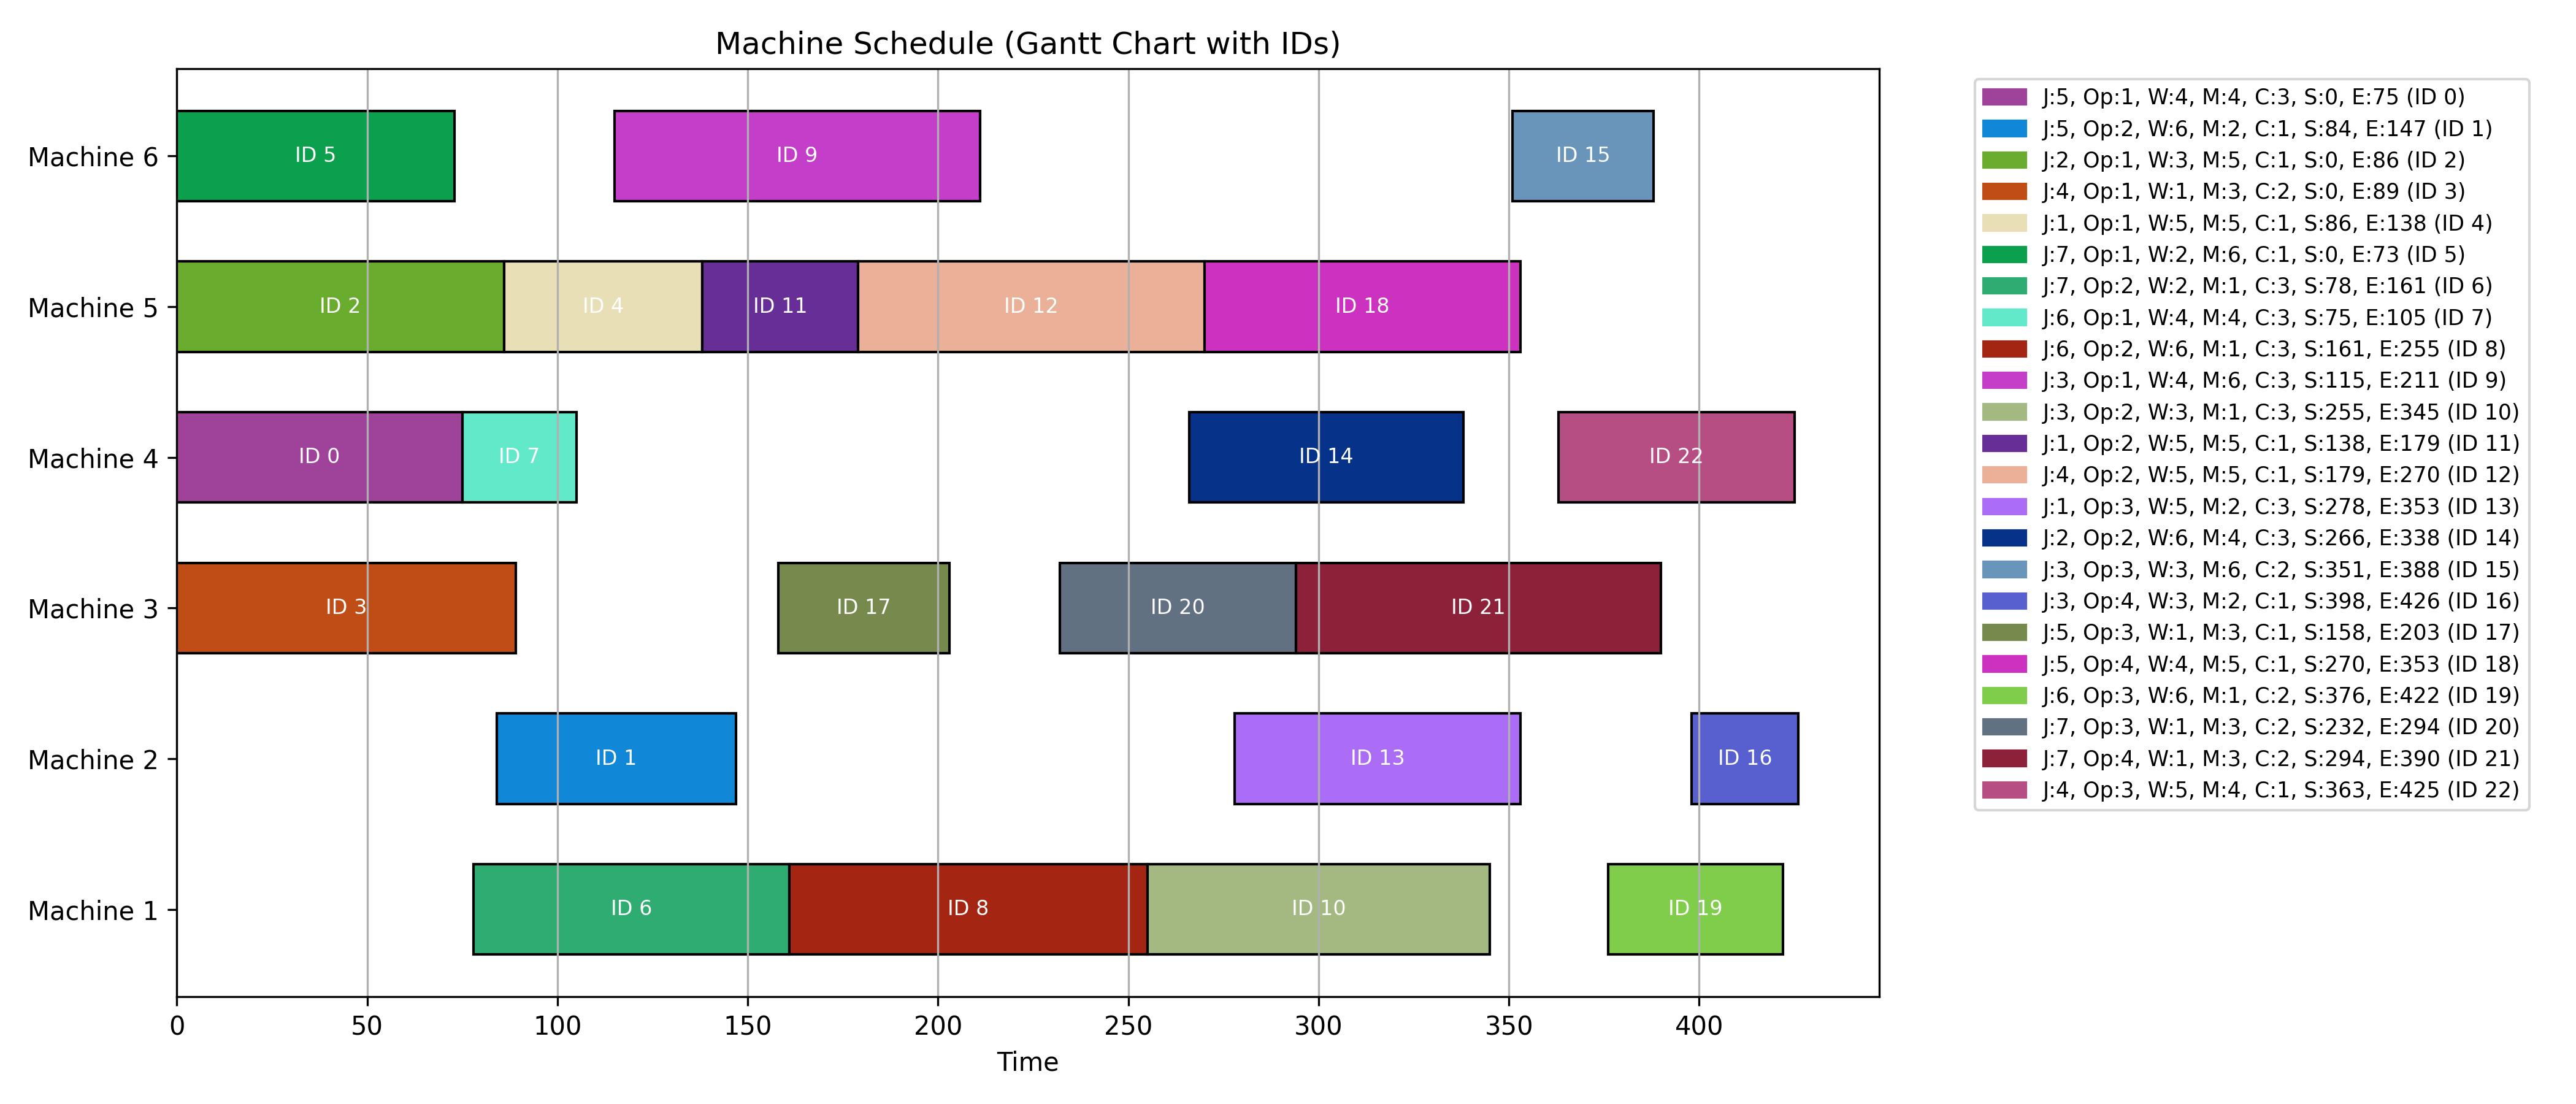 Machine Schedule (Gantt Chart with IDs)
Machine 6
ID 5
ID 9
ID 15
Machine 5
ID 2
ID 4
ID 11
ID 12
ID 18
Machine 4
ID 0
ID 7
ID 14
ID 22
Machine 3
ID 3
ID 17
ID 20
ID 21
Machine 2
ID 1
ID 13
ID 16
Machine 1
ID 6
ID 8
ID 10
ID 19
0 50 100 150 200 250 300 350 400
Time
J:5, Op:1, W:4, M:4, C:3, S:0, E:75 (ID 0)
J:5, Op:2, W:6, M:2, C:1, S:84, E:147 (ID 1)
J:2, Op:1, W:3, M:5, C:1, S:0, E:86 (ID 2)
J:4, Op:1, W:1, M:3, C:2, S:0, E:89 (ID 3)
J:1, Op:1, W:5, M:5, C:1, S:86, E:138 (ID 4)
J:7, Op:1, W:2, M:6, C:1, S:0, E:73 (ID 5)
J:7, Op:2, W:2, M:1, C:3, S:78, E:161 (ID 6)
J:6, Op:1, W:4, M:4, C:3, S:75, E:105 (ID 7)
J:6, Op:2, W:6, M:1, C:3, S:161, E:255 (ID 8)
J:3, Op:1, W:4, M:6, C:3, S:115, E:211 (ID 9)
J:3, Op:2, W:3, M:1, C:3, S:255, E:345 (ID 10)
J:1, Op:2, W:5, M:5, C:1, S:138, E:179 (ID 11)
J:4, Op:2, W:5, M:5, C:1, S:179, E:270 (ID 12)
J:1, Op:3, W:5, M:2, C:3, S:278, E:353 (ID 13)
J:2, Op:2, W:6, M:4, C:3, S:266, E:338 (ID 14)
J:3, Op:3, W:3, M:6, C:2, S:351, E:388 (ID 15)
J:3, Op:4, W:3, M:2, C:1, S:398, E:426 (ID 16)
J:5, Op:3, W:1, M:3, C:1, S:158, E:203 (ID 17)
J:5, Op:4, W:4, M:5, C:1, S:270, E:353 (ID 18)
J:6, Op:3, W:6, M:1, C:2, S:376, E:422 (ID 19)
J:7, Op:3, W:1, M:3, C:2, S:232, E:294 (ID 20)
J:7, Op:4, W:1, M:3, C:2, S:294, E:390 (ID 21)
J:4, Op:3, W:5, M:4, C:1, S:363, E:425 (ID 22)